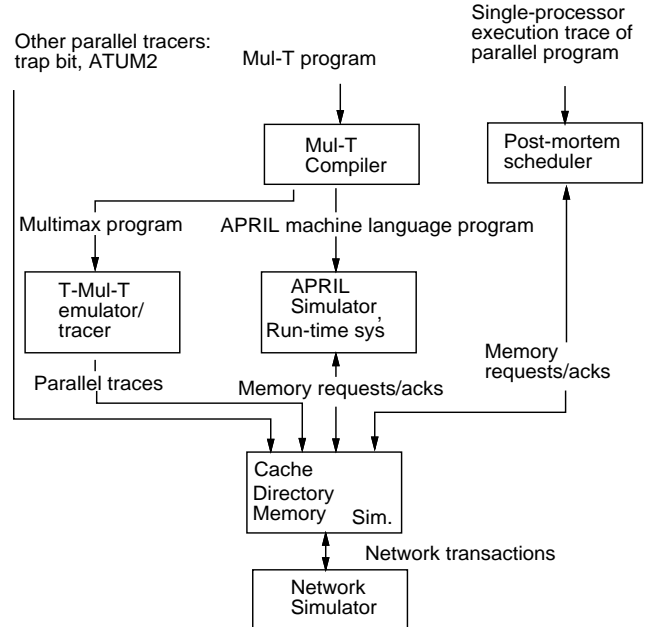 Single-processor
execution trace of
parallel program
Other parallel tracers:
trap bit, ATUM2
Mul-T program
Mul-T
Compiler
Post-mortem
scheduler
Multimax program
APRIL machine language program
T-Mul-T
emulator/
tracer
APRIL
Simulator,
Run-time sys
Memory
requests/acks
Parallel traces
Memory requests/acks
Cache
Directory
Memory Sim.
Network transactions
Network
Simulator